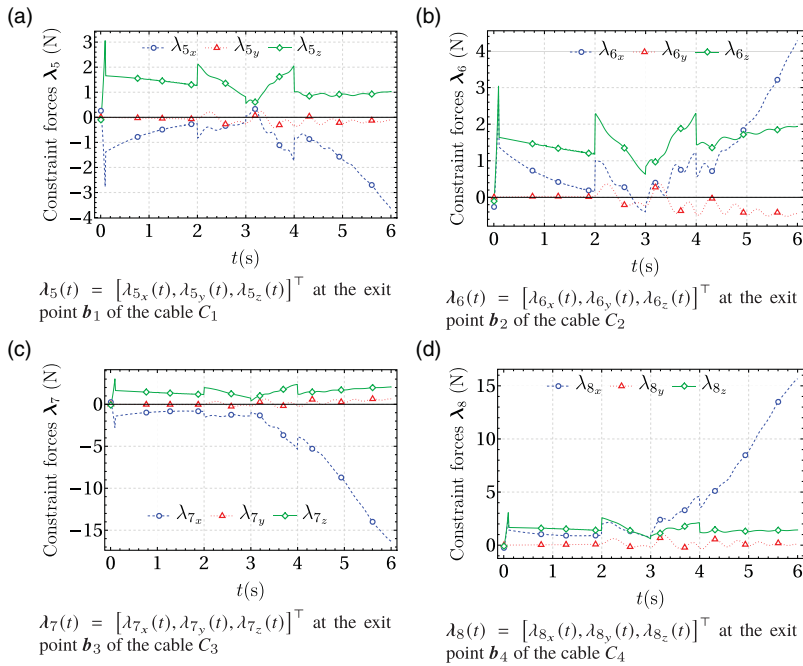 (a)
λ5x λ5y λ5z
Constraint forces λ5 (N)
3
2
1
0
−1
−2
−3
−4
0 1 2 3 4 5 6
t(s)
λ5(t) = [λ5x(t), λ5y(t), λ5z(t)]⊤ at the exit
point b1 of the cable C1
(b)
λ6x λ6y λ6z
Constraint forces λ6 (N)
4
3
2
1
0
0 1 2 3 4 5 6
t(s)
λ6(t) = [λ6x(t), λ6y(t), λ6z(t)]⊤ at the exit
point b2 of the cable C2
(c)
Constraint forces λ7 (N)
0
−5
−10
−15
λ7x λ7y λ7z
0 1 2 3 4 5 6
t(s)
λ7(t) = [λ7x(t), λ7y(t), λ7z(t)]⊤ at the exit
point b3 of the cable C3
(d)
λ8x λ8y λ8z
Constraint forces λ8 (N)
15
10
5
0
0 1 2 3 4 5 6
t(s)
λ8(t) = [λ8x(t), λ8y(t), λ8z(t)]⊤ at the exit
point b4 of the cable C4